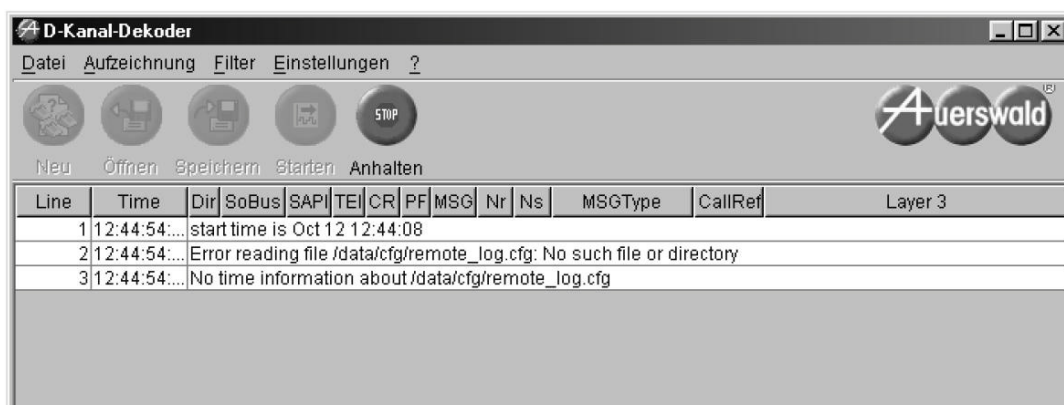 D-Kanal-Dekoder
Datei Aufzeichnung Filter Einstellungen ?
STOP
Auerswald (R)
Neu Öffnen Speichern Starten Anhalten
Line Time Dir SoBus SAPI TEI CR PF MSG Nr Ns MSGType CallRef Layer 3
1 12:44:54:... start time is Oct 12 12:44:08
2 12:44:54:... Error reading file /data/cfg/remote_log.cfg: No such file or directory
3 12:44:54:... No time information about /data/cfg/remote_log.cfg